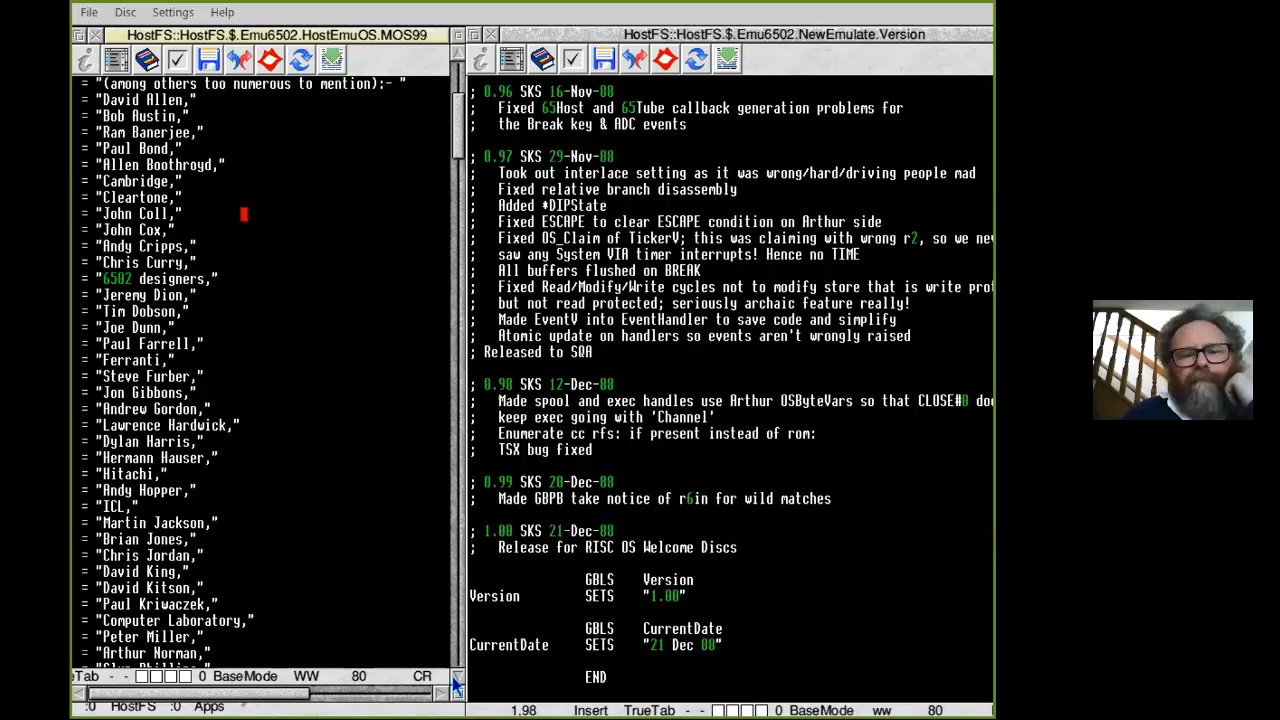 File Disc Settings Help
HostFS::HostFS.$.Emu6502.HostEmuOS.MOS99
= "(among others too numerous to mention):- "
= "David Allen,"
= "Bob Austin,"
= "Ram Banerjee,"
= "Paul Bond,"
= "Allen Boothroyd,"
= "Cambridge,"
= "Cleartone,"
= "John Coll,"
= "John Cox,"
= "Andy Cripps,"
= "Chris Curry,"
= "6502 designers,"
= "Jeremy Dion,"
= "Tim Dobson,"
= "Joe Dunn,"
= "Paul Farrell,"
= "Ferranti,"
= "Steve Furber,"
= "Jon Gibbons,"
= "Andrew Gordon,"
= "Lawrence Hardwick,"
= "Dylan Harris,"
= "Hermann Hauser,"
= "Hitachi,"
= "Andy Hopper,"
= "ICL,"
= "Martin Jackson,"
= "Brian Jones,"
= "Chris Jordan,"
= "David King,"
= "David Kitson,"
= "Paul Kriwaczek,"
= "Computer Laboratory,"
= "Peter Miller,"
= "Arthur Norman,"
eTab - - 0 BaseMode WW 80 CR
:0 HostFS :0 Apps
HostFS::HostFS.$.Emu6502.NewEmulate.Version
; 0.96 SKS 16-Nov-88
; Fixed 65Host and 65Tube callback generation problems for
; the Break key & ADC events
; 0.97 SKS 29-Nov-88
; Took out interlace setting as it was wrong/hard/driving people mad
; Fixed relative branch disassembly
; Added *DIPState
; Fixed ESCAPE to clear ESCAPE condition on Arthur side
; Fixed OS_Claim of TickerV; this was claiming with wrong r2, so we nev
; saw any System VIA timer interrupts! Hence no TIME
; All buffers flushed on BREAK
; Fixed Read/Modify/Write cycles not to modify store that is write prot
; but not read protected; seriously archaic feature really!
; Made EventV into EventHandler to save code and simplify
; Atomic update on handlers so events aren't wrongly raised
; Released to SQA
; 0.98 SKS 12-Dec-88
; Made spool and exec handles use Arthur OSByteVars so that CLOSE#0 doe
; keep exec going with 'Channel'
; Enumerate cc rfs: if present instead of rom:
; TSX bug fixed
; 0.99 SKS 20-Dec-88
; Made GBPB take notice of r6in for wild matches
; 1.00 SKS 21-Dec-88
; Release for RISC OS Welcome Discs
GBLS Version
Version SETS "1.00"
GBLS CurrentDate
CurrentDate SETS "21 Dec 88"
END
1,98 Insert TrueTab - - 0 BaseMode ww 80